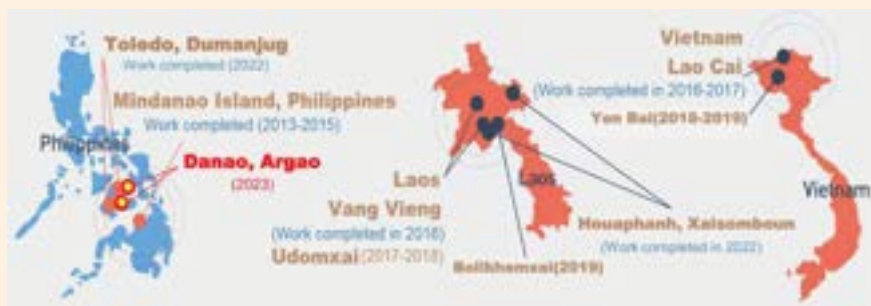 Toledo, Dumanjug
Work completed (2022)
Mindanao Island, Philippines
Work completed (2013-2015)
Philippines
Danao, Argao
(2023)
Laos
Vang Vieng
(Work completed in 2016)
Udomxai (2017-2018)
Laos
Bolikhamxai(2019)
Houaphanh, Xaisomboun
(Work completed in 2022)
Vietnam
Lao Cai
(Work completed in 2016-2017)
Yen Bai(2018-2019)
Vietnam